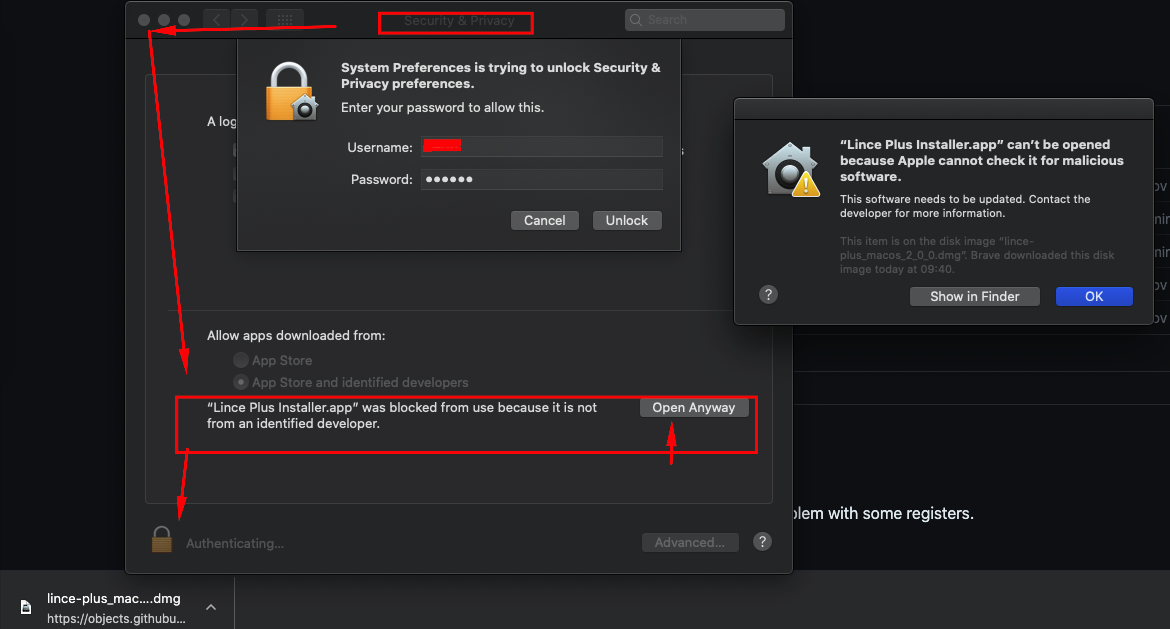 Security & Privacy
Search
System Preferences is trying to unlock Security &
Privacy preferences.
Enter your password to allow this.
Username:
Password: ••••••
Cancel
Unlock
A log
Allow apps downloaded from:
App Store
App Store and identified developers
“Lince Plus Installer.app” was blocked from use because it is not
from an identified developer.
Open Anyway
Authenticating...
Advanced...
?
“Lince Plus Installer.app” can’t be opened
because Apple cannot check it for malicious
software.
This software needs to be updated. Contact the
developer for more information.
This item is on the disk image “lince-
plus_macos_2_0_0.dmg”. Brave downloaded this disk
image today at 09:40.
?
Show in Finder
OK
blem with some registers.
lince-plus_mac....dmg
https://objects.githubu...